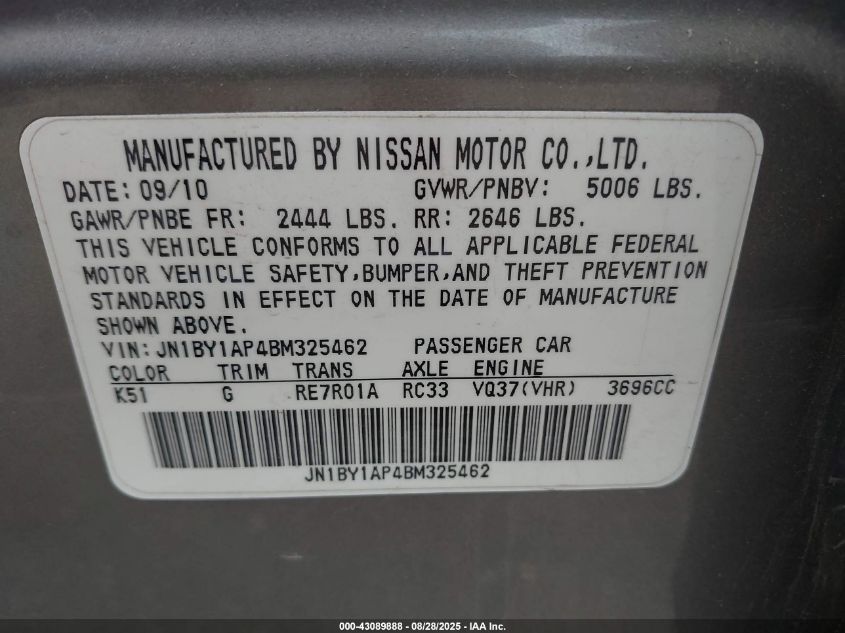 MANUFACTURED BY NISSAN MOTOR CO.,LTD.
DATE: 09/10 GVWR/PNBV: 5006 LBS.
GAWR/PNBE FR: 2444 LBS. RR: 2646 LBS.
THIS VEHICLE CONFORMS TO ALL APPLICABLE FEDERAL
MOTOR VEHICLE SAFETY,BUMPER,AND THEFT PREVENTION
STANDARDS IN EFFECT ON THE DATE OF MANUFACTURE
SHOWN ABOVE.
VIN: JN1BY1AP4BM325462 PASSENGER CAR
COLOR TRIM TRANS AXLE ENGINE
K51 G RE7R01A RC33 VQ37(VHR) 3696CC
JN1BY1AP4BM325462
000-43089888 - 08/28/2025 - IAA Inc.